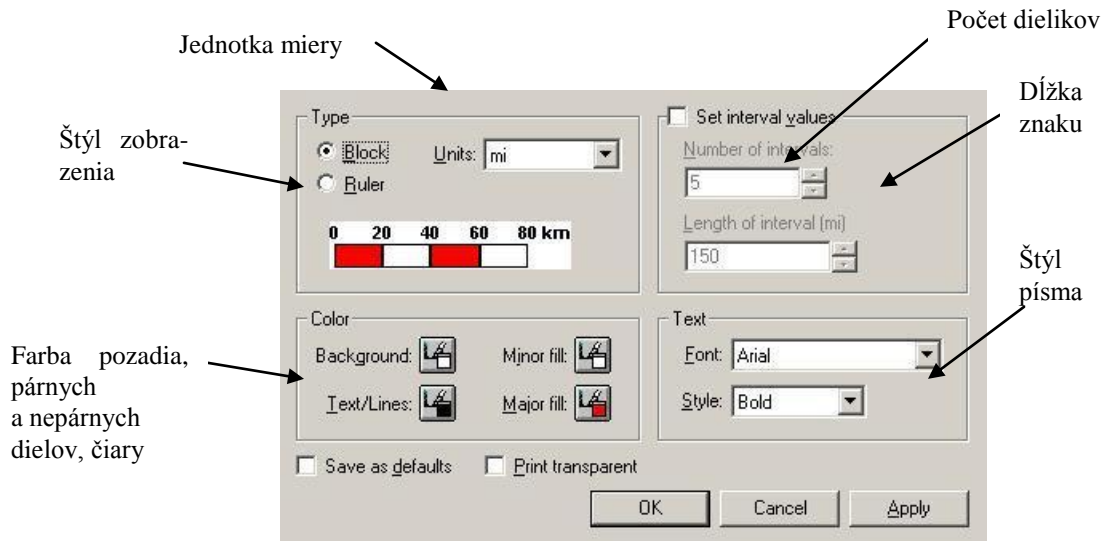 Počet dielikov
Jednotka miery
Dĺžka
znaku
Štýl zobra-
zenia
Štýl
písma
Farba pozadia,
párnych
a nepárnych
dielov, čiary
Type
Block
Units: mi
Ruler
0 20 40 60 80 km
Set interval values
Number of intervals:
5
Length of interval (mi)
150
Color
Background:
Minor fill:
Text/Lines:
Major fill:
Text
Font: Arial
Style: Bold
Save as defaults
Print transparent
OK
Cancel
Apply